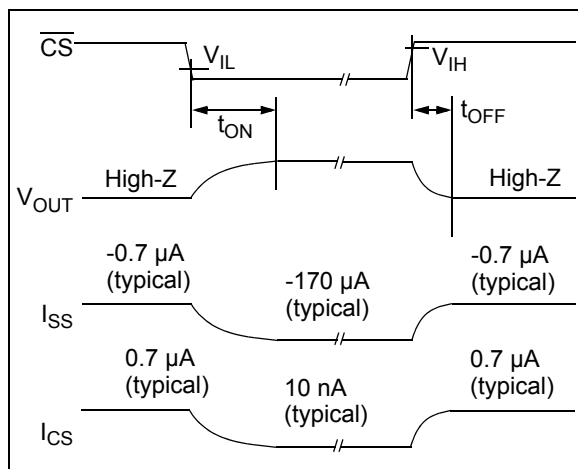 CS
V_IL
V_IH
t_ON
t_OFF
High-Z
High-Z
V_OUT
-0.7 µA
(typical)
-170 µA
(typical)
-0.7 µA
(typical)
I_SS
0.7 µA
(typical)
10 nA
(typical)
0.7 µA
(typical)
I_CS